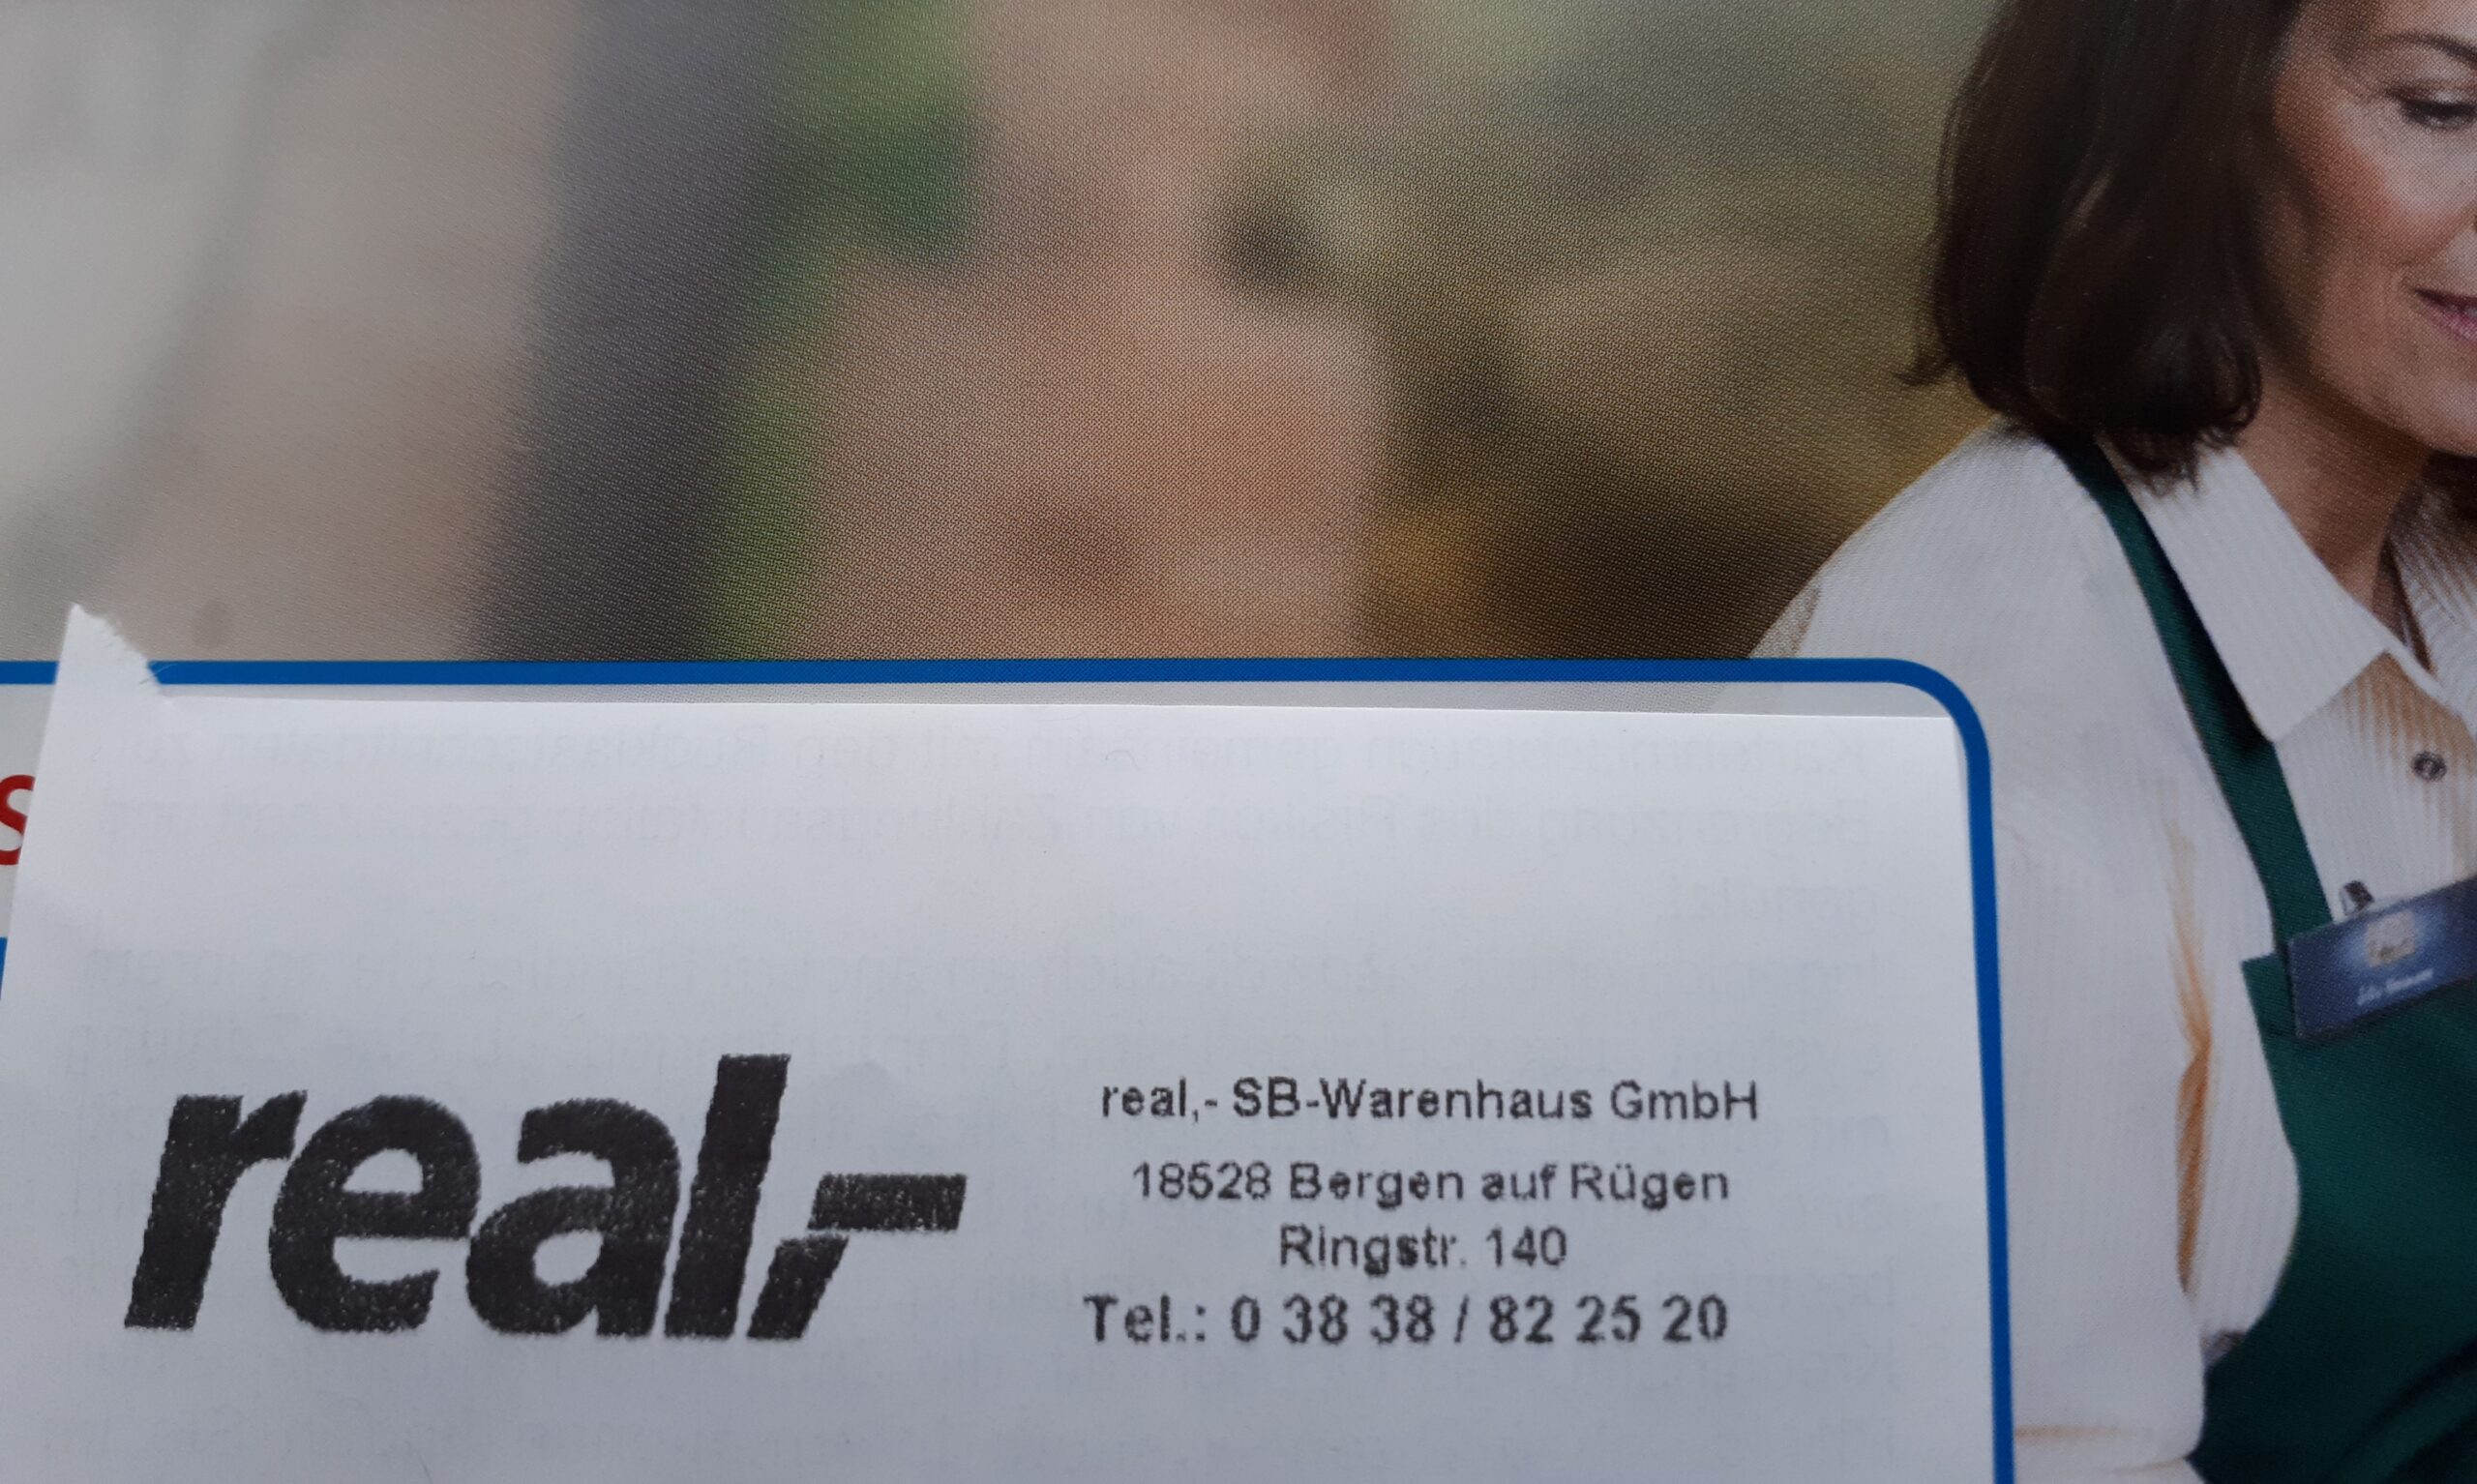 S
real,-
real,- SB-Warenhaus GmbH
18528 Bergen auf Rügen
Ringstr. 140
Tel.: 0 38 38 / 82 25 20